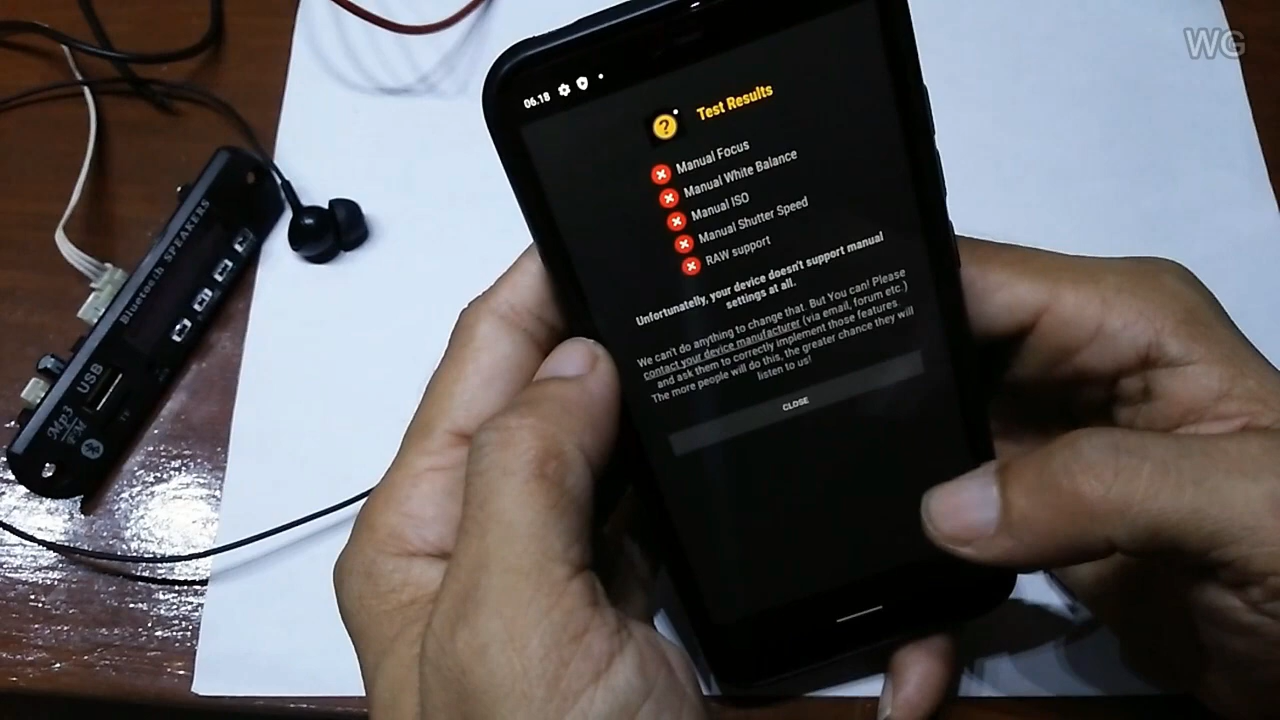 WG
06.18
Test Results
Manual Focus
Manual White Balance
Manual ISO
Manual Shutter Speed
RAW support
Unfortunatelly, your device doesn't support manual
settings at all.
We can't do anything to change that. But You can! Please
contact your device manufacturer (via email, forum etc.)
and ask them to correctly implement those features.
The more people will do this, the greater chance they will
listen to us!
CLOSE
Bluetooth SPEAKERS
USB
TF
Mp3
FM